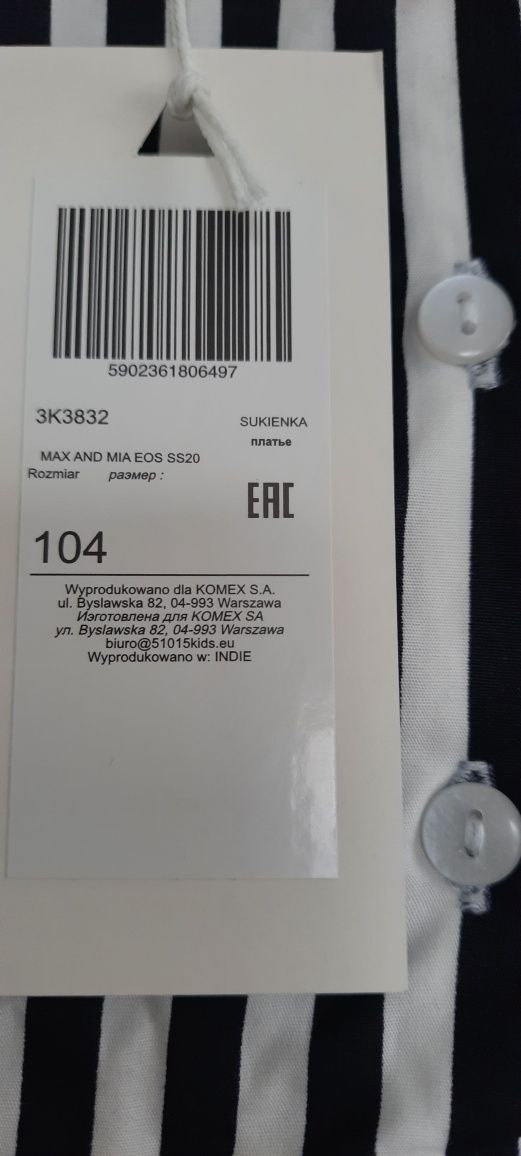 5902361806497
3K3832
SUKIENKA
платье
MAX AND MIA EOS SS20
Rozmiar размер :
EAC
104
Wyprodukowano dla KOMEX S.A.
ul. Byslawska 82, 04-993 Warszawa
Изготовлена для KOMEX SA
ул. Byslawska 82, 04-993 Warszawa
biuro@51015kids.eu
Wyprodukowano w: INDIE